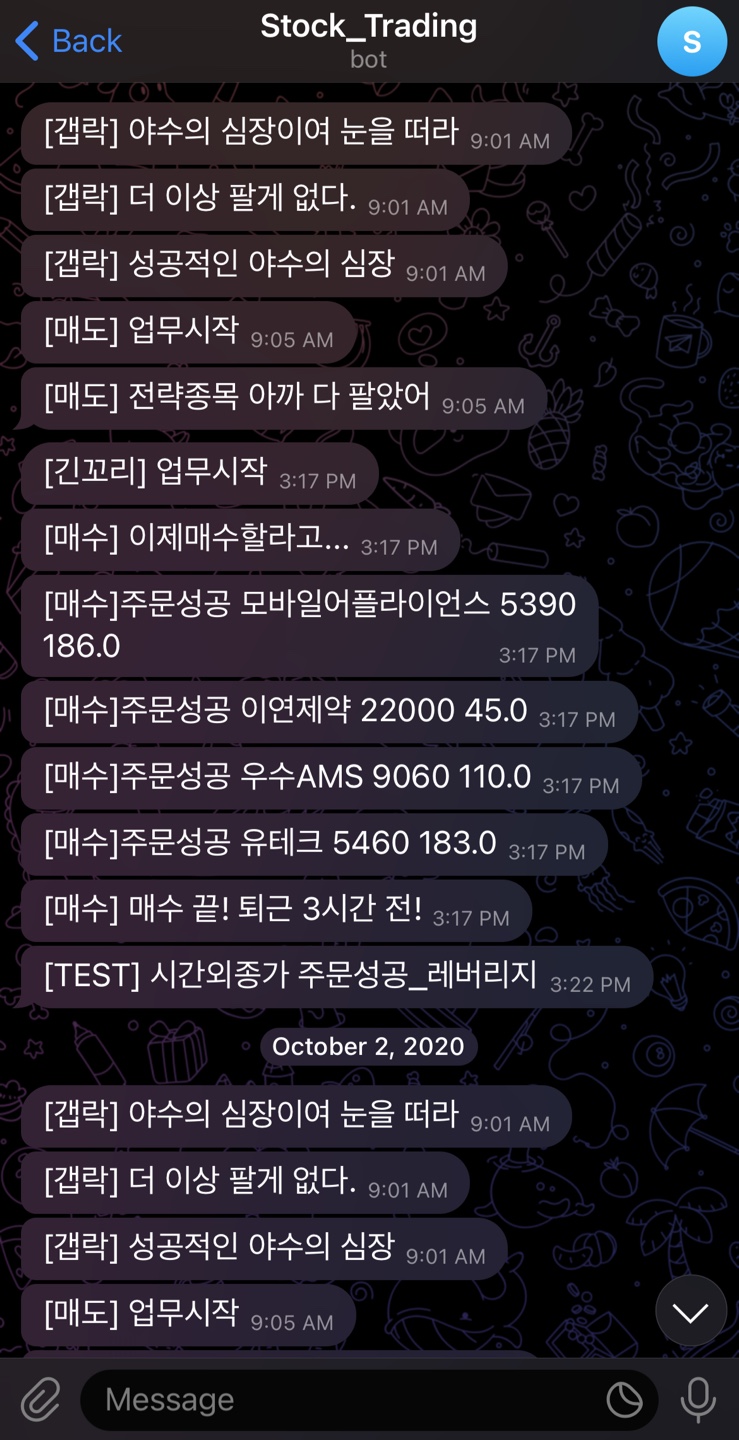 Back
Stock_Trading
bot
S
[갭락] 야수의 심장이여 눈을 떠라 9:01 AM
[갭락] 더 이상 팔게 없다. 9:01 AM
[갭락] 성공적인 야수의 심장 9:01 AM
[매도] 업무시작 9:05 AM
[매도] 전략종목 아까 다 팔았어 9:05 AM
[긴꼬리] 업무시작 3:17 PM
[매수] 이제매수할라고... 3:17 PM
[매수]주문성공 모바일어플라이언스 5390
186.0 3:17 PM
[매수]주문성공 이연제약 22000 45.0 3:17 PM
[매수]주문성공 우수AMS 9060 110.0 3:17 PM
[매수]주문성공 유테크 5460 183.0 3:17 PM
[매수] 매수 끝! 퇴근 3시간 전! 3:17 PM
[TEST] 시간외종가 주문성공_레버리지 3:22 PM
October 2, 2020
[갭락] 야수의 심장이여 눈을 떠라 9:01 AM
[갭락] 더 이상 팔게 없다. 9:01 AM
[갭락] 성공적인 야수의 심장 9:01 AM
[매도] 업무시작 9:05 AM
Message